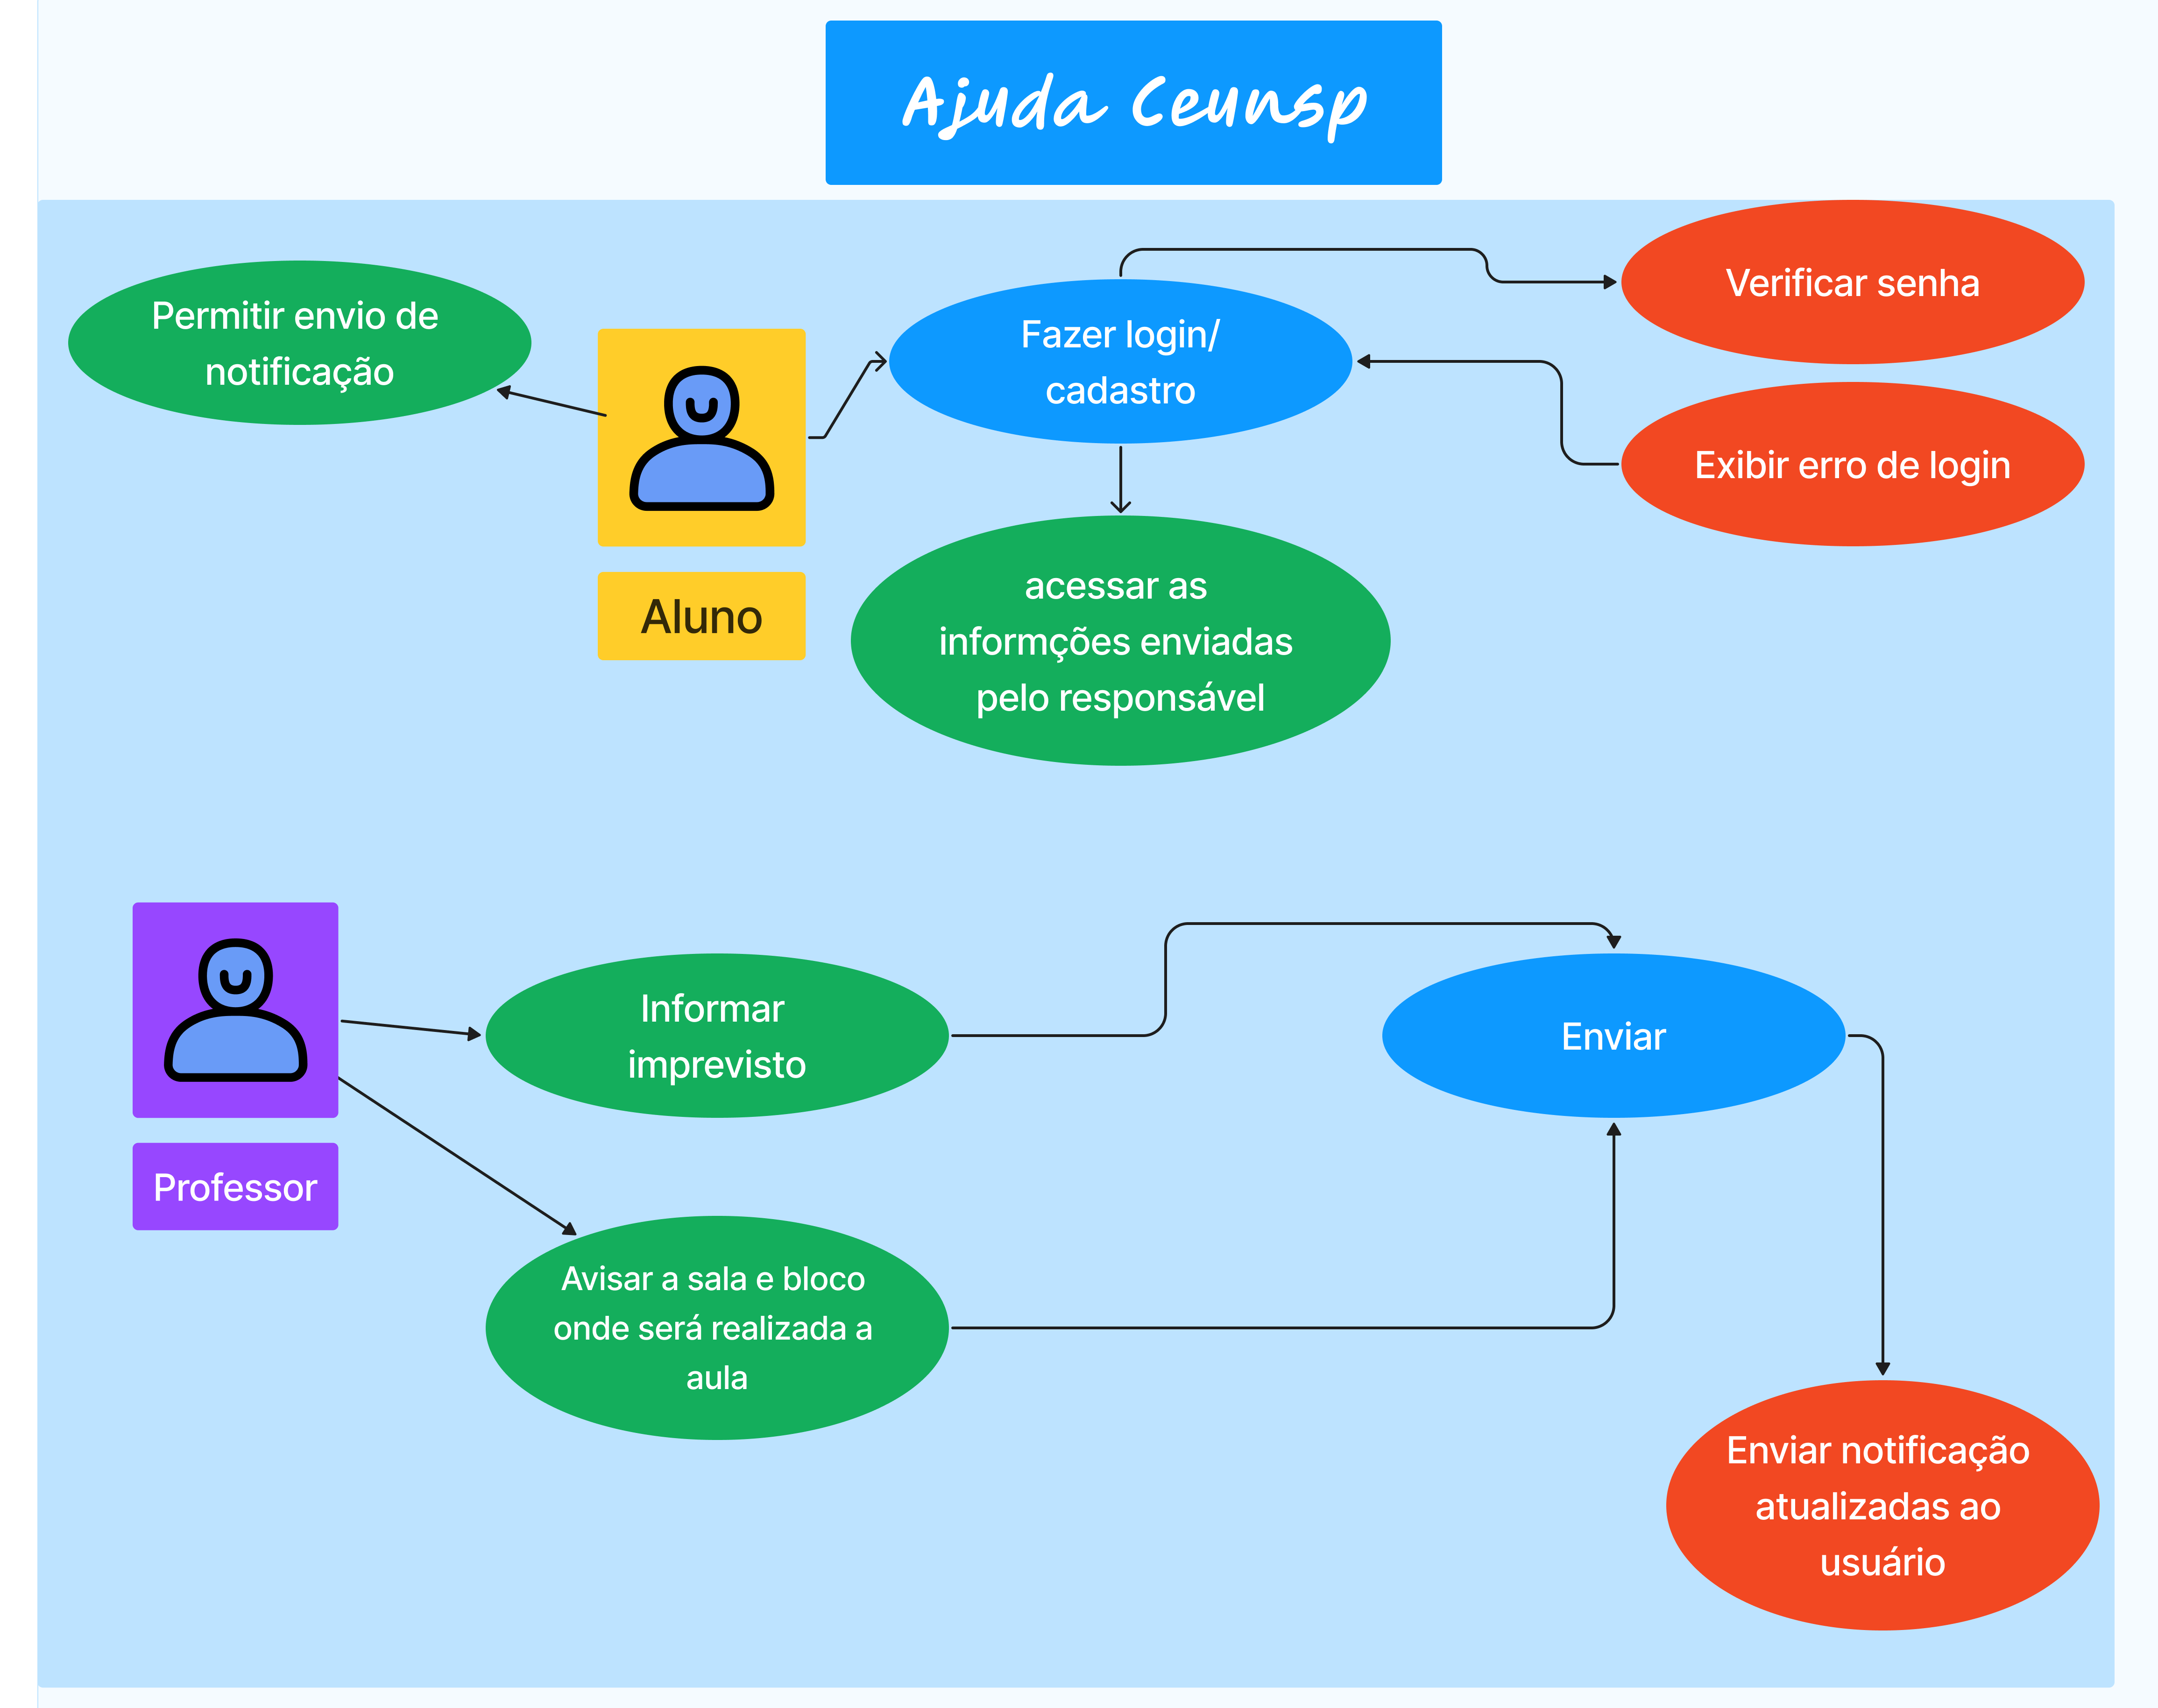 Ajuda Ceunsp
Permitir envio de
notificação
Aluno
Fazer login/
cadastro
Verificar senha
Exibir erro de login
acessar as
informções enviadas
pelo responsável
Professor
Informar
imprevisto
Enviar
Avisar a sala e bloco
onde será realizada a
aula
Enviar notificação
atualizadas ao
usuário